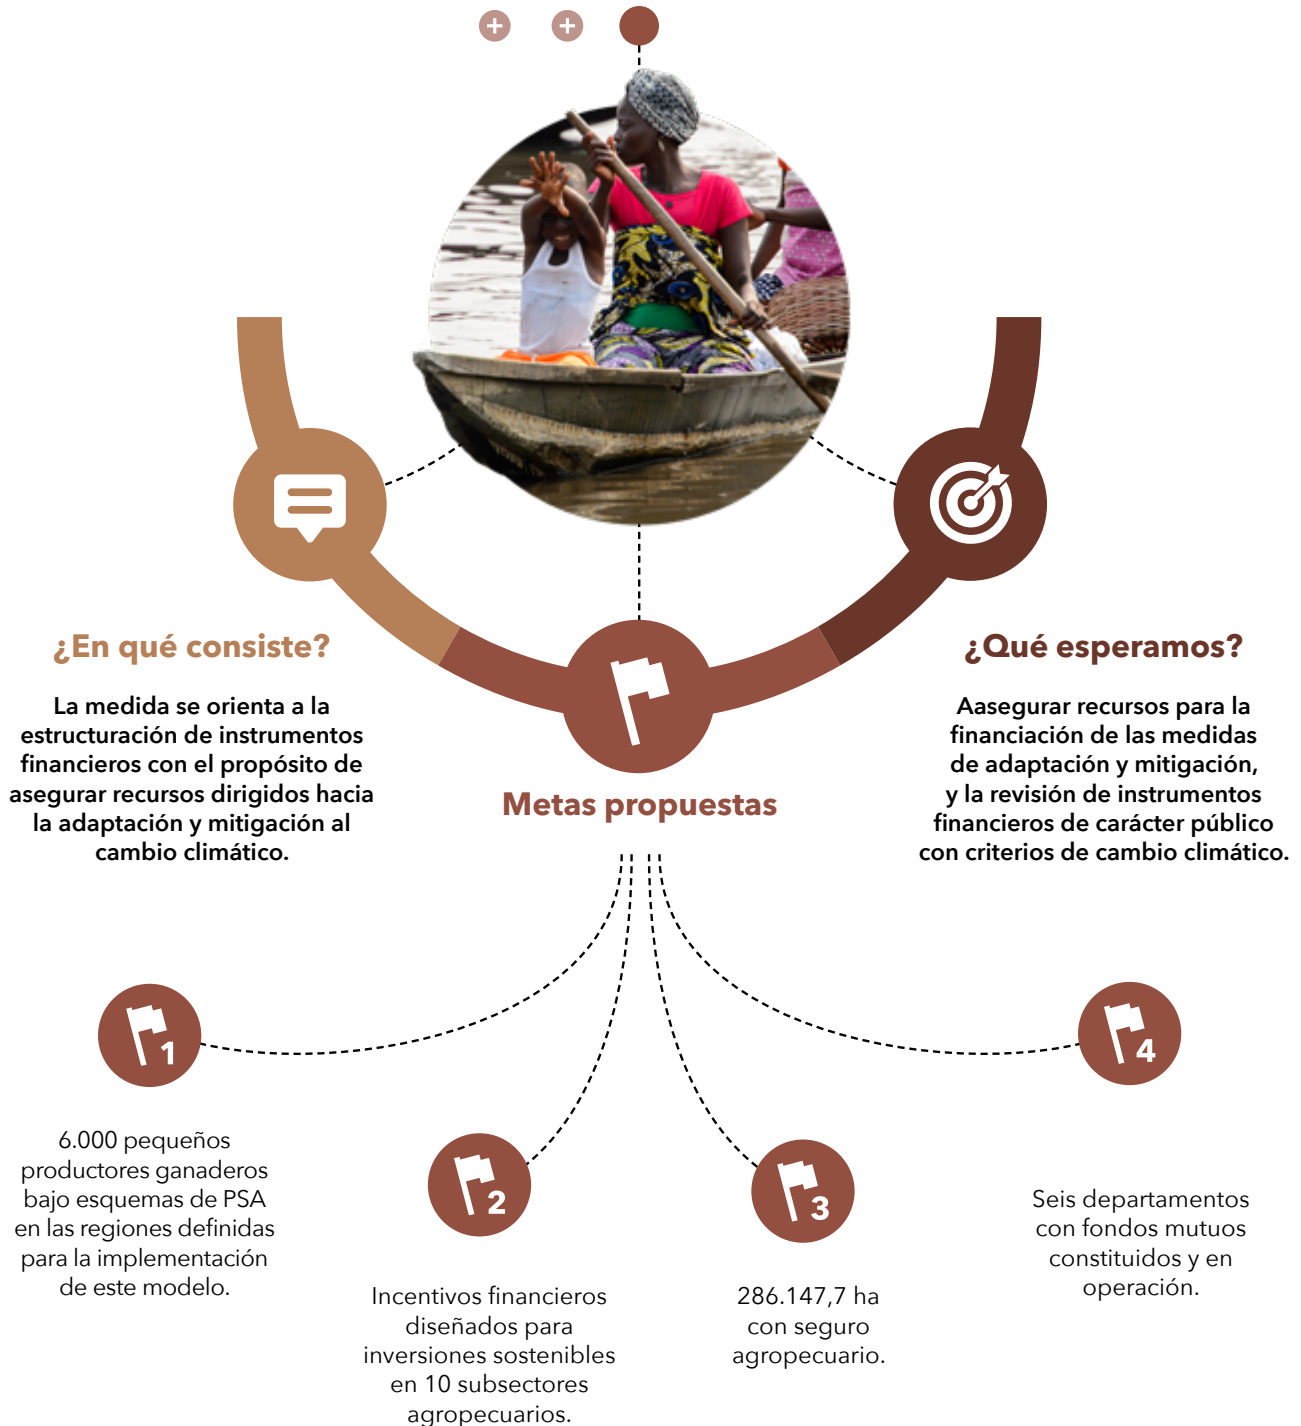 ¿En qué consiste?
La medida se orienta a la
estructuración de instrumentos
financieros con el propósito de
asegurar recursos dirigidos hacia
la adaptación y mitigación al
cambio climático.
Metas propuestas
¿Qué esperamos?
Aasegurar recursos para la
financiación de las medidas
de adaptación y mitigación,
y la revisión de instrumentos
financieros de carácter público
con criterios de cambio climático.
1
6.000 pequeños
productores ganaderos
bajo esquemas de PSA
en las regiones definidas
para la implementación
de este modelo.
2
Incentivos financieros
diseñados para
inversiones sostenibles
en 10 subsectores
agropecuarios.
3
286.147,7 ha
con seguro
agropecuario.
4
Seis departamentos
con fondos mutuos
constituidos y en
operación.